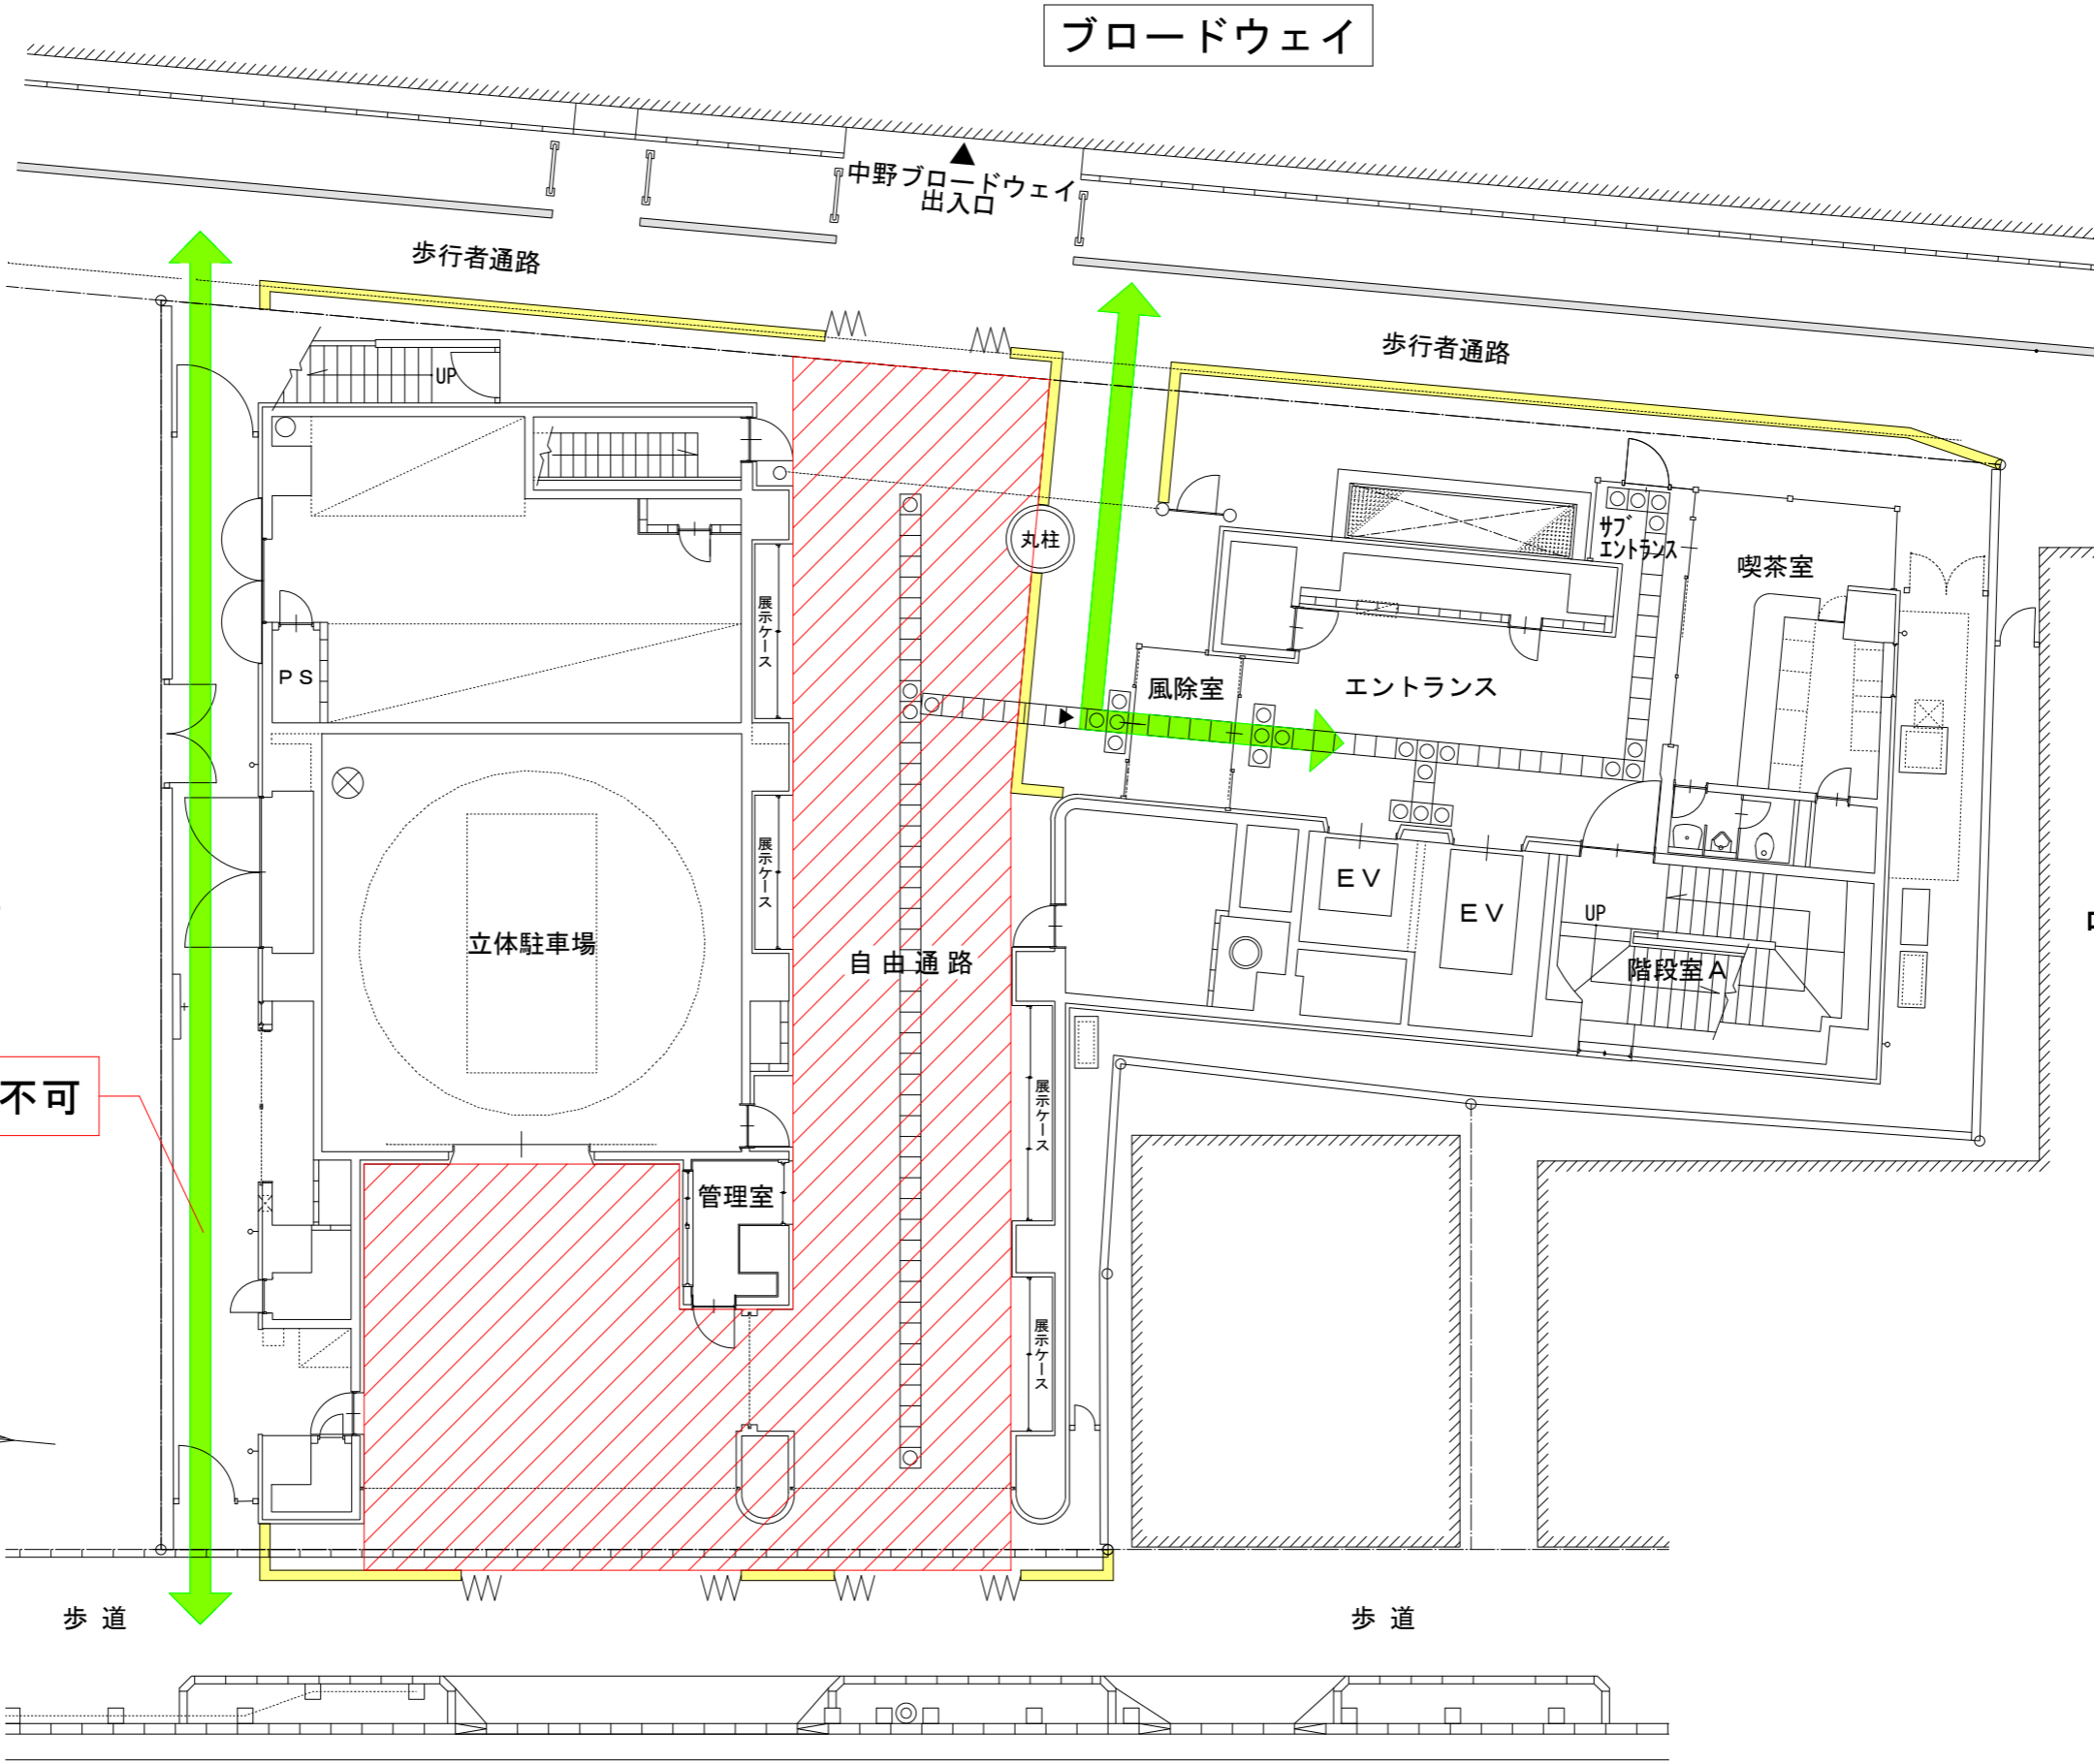 ブロードウェイ
中野ブロードウェイ
出入口
歩行者通路
歩行者通路
UP
丸柱
サブ
エントランス
喫茶室
展示ケース
PS
風除室
エントランス
展示ケース
EV
EV
UP
立体駐車場
自由通路
階段室A
不可
展示ケース
管理室
展示ケース
歩道
歩道